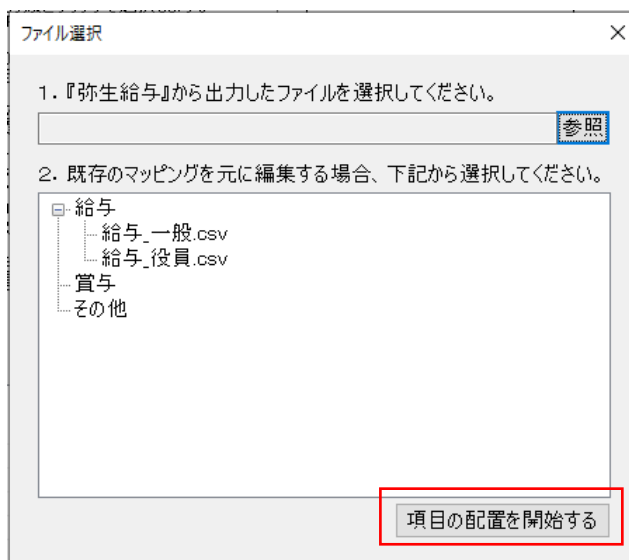 ファイル選択
1.『弥生給与』から出力したファイルを選択してください。
参照
2. 既存のマッピングを元に編集する場合、下記から選択してください。
給与
給与_一般.csv
給与_役員.csv
賞与
その他
項目の配置を開始する